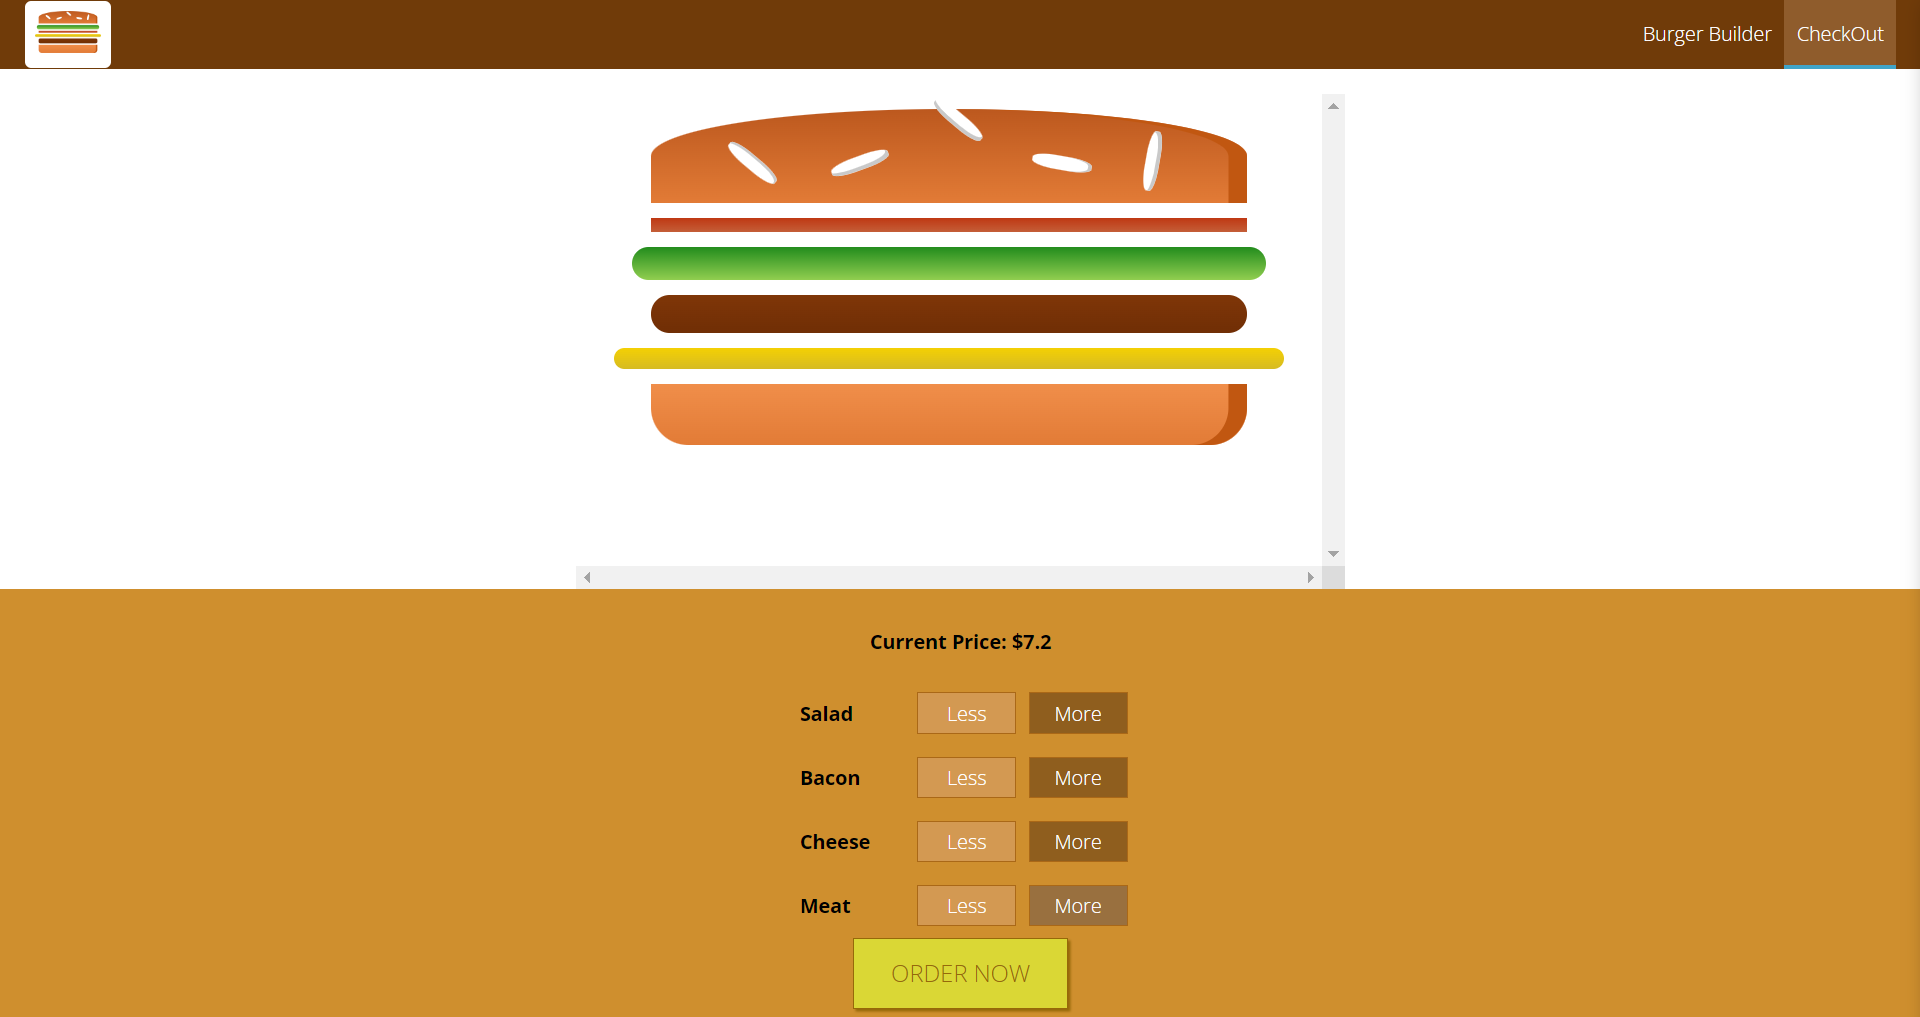 Burger Builder CheckOut
Current Price: $7.2
Salad Less More
Bacon Less More
Cheese Less More
Meat Less More
ORDER NOW